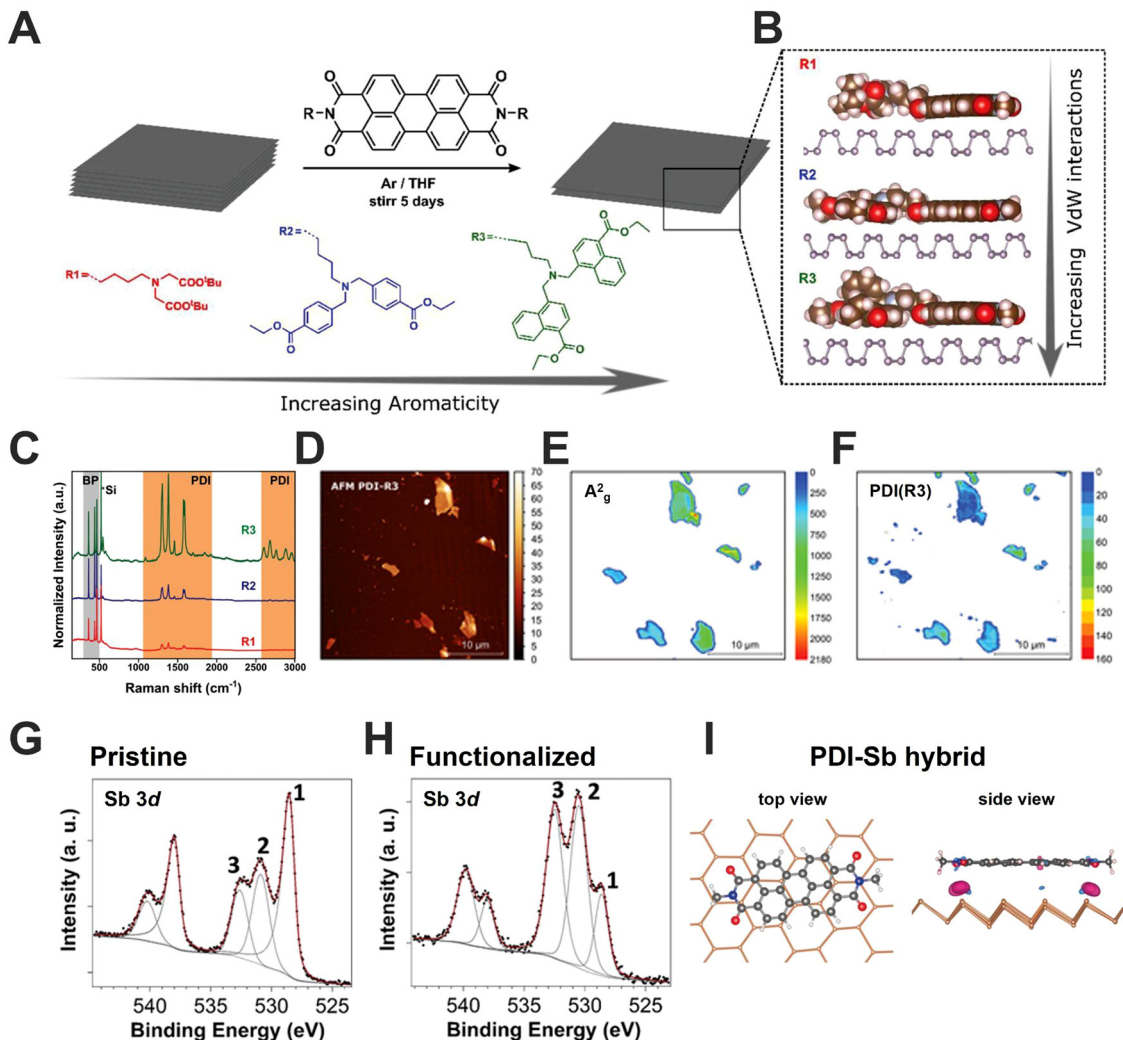 A
O
O
R-N
N-R
O
O
Ar / THF
stirr 5 days
R1=
N
COOᵗBu
COOᵗBu
R2=
N
O
O
O
O
R3=
N
O
O
O
O
Increasing Aromaticity
B
R1
R2
R3
Increasing VdW interactions
C
BP
Si
PDI
PDI
R3
R2
R1
Normalized Intensity (a.u.)
500 1000 1500 2000 2500 3000
Raman shift (cm⁻¹)
D
AFM PDI-R3
10 µm
70
65
60
55
50
45
40
35
30
25
20
15
10
5
0
E
A²g
10 µm
0
250
500
750
1000
1250
1500
1750
2000
2180
F
PDI(R3)
10 µm
0
20
40
60
80
100
120
140
160
G
Pristine
Sb 3d
1
2
3
Intensity (a. u.)
540 535 530 525
Binding Energy (eV)
H
Functionalized
Sb 3d
3
2
1
Intensity (a. u.)
540 535 530 525
Binding Energy (eV)
I
PDI-Sb hybrid
top view
side view